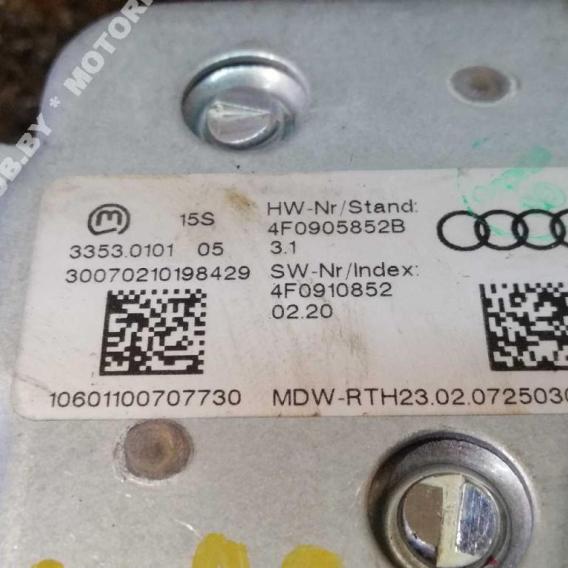 15S
3353.0101 05
30070210198429
HW-Nr/Stand:
4F0905852B
3.1
SW-Nr/Index:
4F0910852
02.20
10601100707730
MDW-RTH23.02.0725030